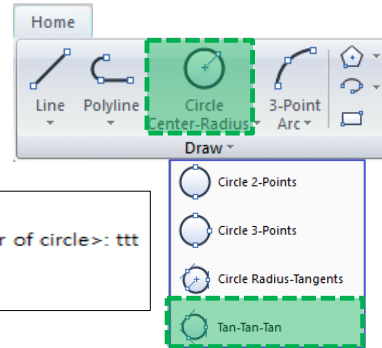 Home
Line
Polyline
Circle
Center-Radius
3-Point
Arc
Draw
r of circle>: ttt
Circle 2-Points
Circle 3-Points
Circle Radius-Tangents
Tan-Tan-Tan